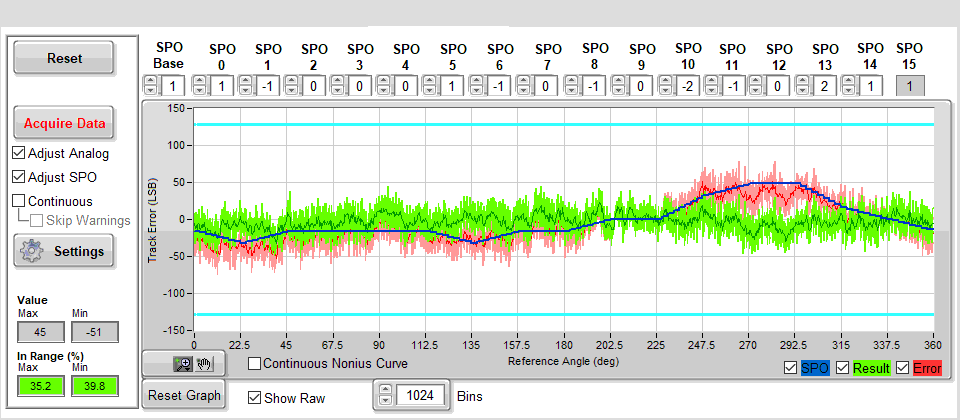 Reset
SPO Base SPO 0 SPO 1 SPO 2 SPO 3 SPO 4 SPO 5 SPO 6 SPO 7 SPO 8 SPO 9 SPO 10 SPO 11 SPO 12 SPO 13 SPO 14 SPO 15
1 1 -1 0 0 0 1 -1 0 -1 0 -2 -1 0 2 1 1
Acquire Data
Adjust Analog
Adjust SPO
Continuous
Skip Warnings
Settings
Value
Max Min
45 -51
In Range (%)
Max Min
35.2 39.8
Track Error (LSB)
150
100
50
0
-50
-100
-150
0 22.5 45 67.5 90 112.5 135 157.5 180 202.5 225 247.5 270 292.5 315 337.5 360
Reference Angle (deg)
Continuous Nonius Curve
SPO Result Error
Reset Graph
Show Raw
1024 Bins